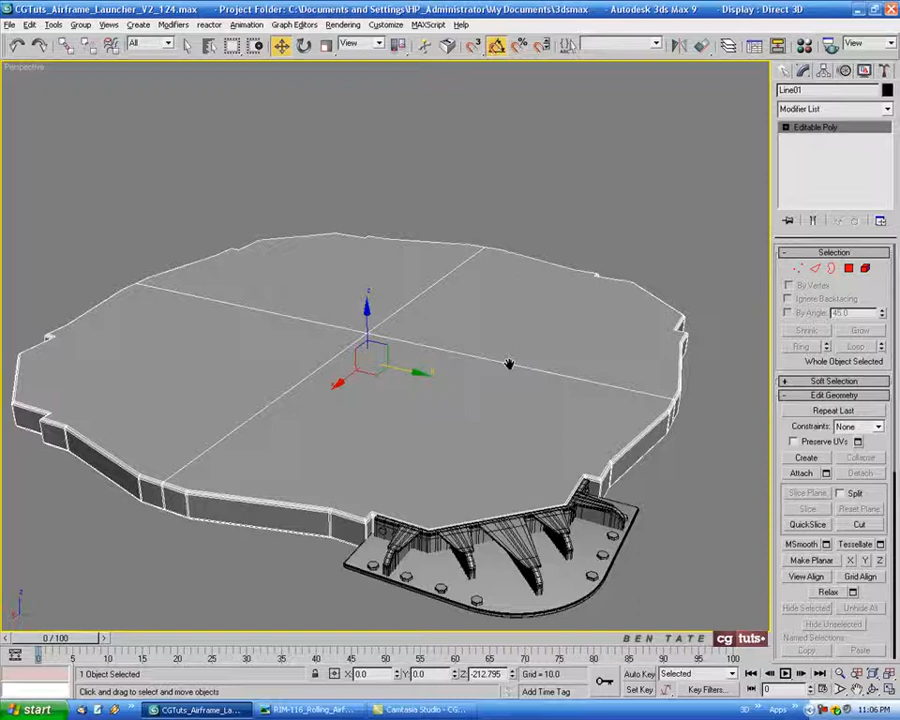 CGTuts_Airframe_Launcher_V2_124.max - Project Folder: C:\Documents and Settings\HP_Administrator\My Documents\3dsmax - Autodesk 3ds Max 9 - Display : Direct 3D
File Edit Tools Group Views Create Modifiers reactor Animation Graph Editors Rendering Customize MAXScript Help
All View View
Perspective
Line01
Modifier List
Editable Poly
Selection
By Vertex
Ignore Backfacing
By Angle: 45.0
Shrink Grow
Ring Loop
Whole Object Selected
Soft Selection
Edit Geometry
Repeat Last
Constraints: None
Preserve UVs
Create Collapse
Attach Detach
Slice Plane Split
Slice Reset Plane
QuickSlice Cut
MSmooth Tessellate
Make Planar X Y Z
View Align Grid Align
Relax
Hide Selected Unhide All
Hide Unselected
Named Selections:
Copy Paste
z
x
z
0 / 100
BEN TATE cg tuts+
0 5 10 15 20 25 30 35 40 45 50 55 60 65 70 75 80 85 90 95 100
1 Object Selected X: 0.0 Y: 0.0 Z: -212.795 Grid = 10.0 Auto Key Selected
Click and drag to select and move objects Add Time Tag Set Key Key Filters... 0
start CGTuts_Airframe_La... RIM-116_Rolling_Airf... Camtasia Studio - CG... 3D Apps 11:06 PM